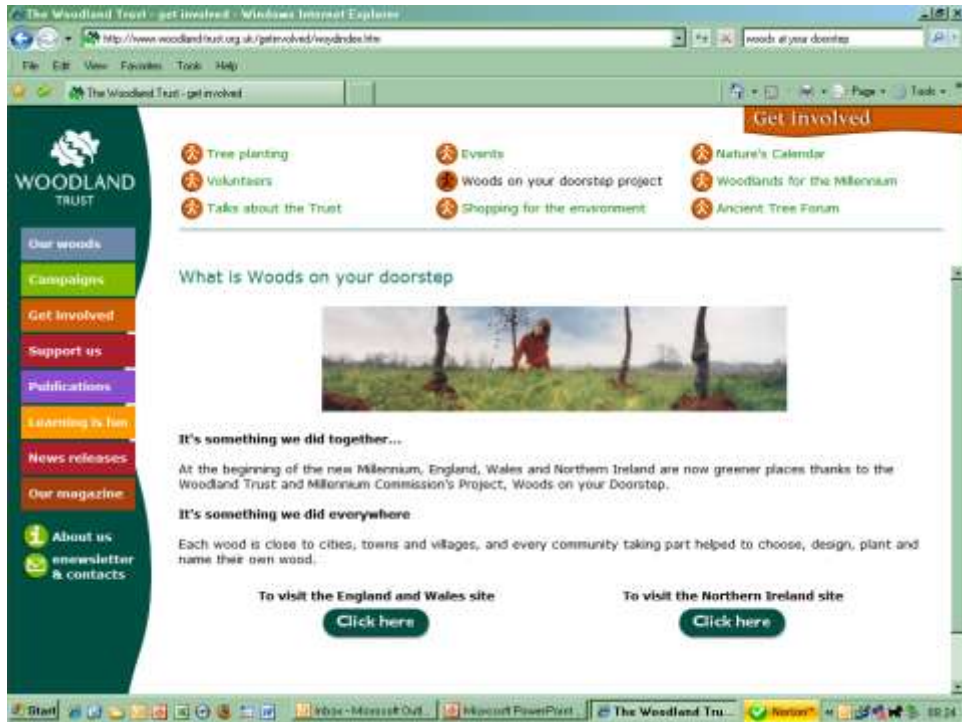 The Woodland Trust - get involved - Windows Internet Explorer
woods at your doorstep
File Edit View Favorites Tools Help
The Woodland Trust - get involved
Page Tools
Get involved
WOODLAND
TRUST
Tree planting
Events
Nature's Calendar
Volunteers
Woods on your doorstep project
Woodlands for the Millennium
Talks about the Trust
Shopping for the environment
Ancient Tree Forum
Our woods
Campaigns
Get Involved
Support us
Publications
Learning is fun
News releases
Our magazine
About us
enewsletter
& contacts
What is Woods on your doorstep
It's something we did together...
At the beginning of the new Millennium, England, Wales and Northern Ireland are now greener places thanks to the
Woodland Trust and Millennium Commission's Project, Woods on your Doorstep.
It's something we did everywhere
Each wood is close to cities, towns and villages, and every community taking part helped to choose, design, plant and
name their own wood.
To visit the England and Wales site
Click here
To visit the Northern Ireland site
Click here
Start
Inbox - Microsoft Outl...
Microsoft PowerPoint
The Woodland Tru...
Norton